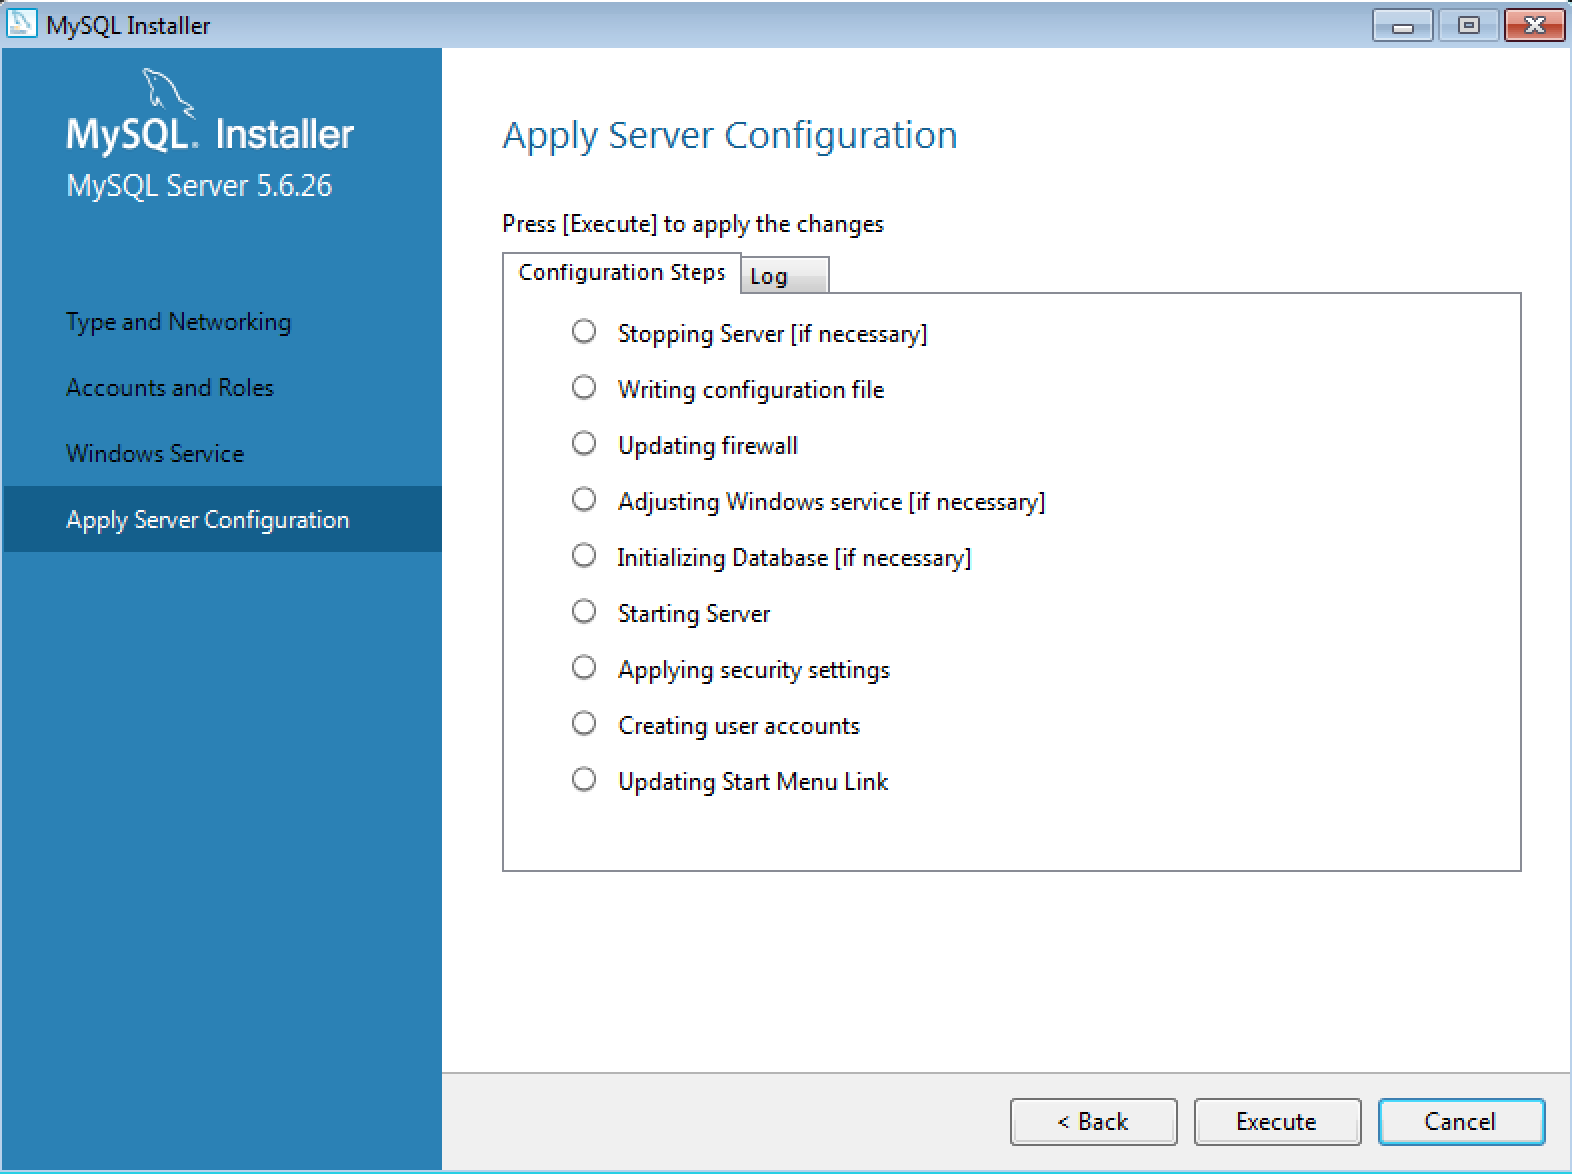 MySQL Installer
MySQL. Installer
MySQL Server 5.6.26
Type and Networking
Accounts and Roles
Windows Service
Apply Server Configuration
Apply Server Configuration
Press [Execute] to apply the changes
Configuration Steps
Log
Stopping Server [if necessary]
Writing configuration file
Updating firewall
Adjusting Windows service [if necessary]
Initializing Database [if necessary]
Starting Server
Applying security settings
Creating user accounts
Updating Start Menu Link
< Back
Execute
Cancel